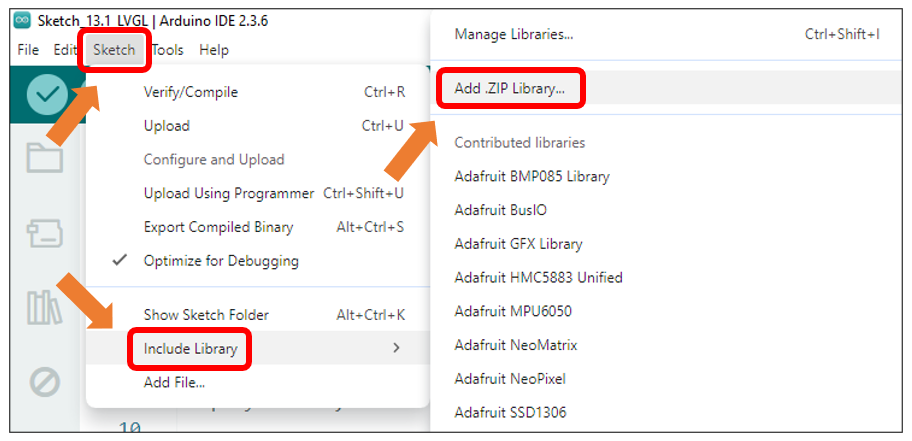 Sketch_13.1_LVGL | Arduino IDE 2.3.6
File Edit Sketch Tools Help
Verify/Compile Ctrl+R
Upload Ctrl+U
Configure and Upload
Upload Using Programmer Ctrl+Shift+U
Export Compiled Binary Alt+Ctrl+S
Optimize for Debugging
Show Sketch Folder Alt+Ctrl+K
Include Library
Add File...
10
Manage Libraries... Ctrl+Shift+I
Add .ZIP Library...
Contributed libraries
Adafruit BMP085 Library
Adafruit BusIO
Adafruit GFX Library
Adafruit HMC5883 Unified
Adafruit MPU6050
Adafruit NeoMatrix
Adafruit NeoPixel
Adafruit SSD1306